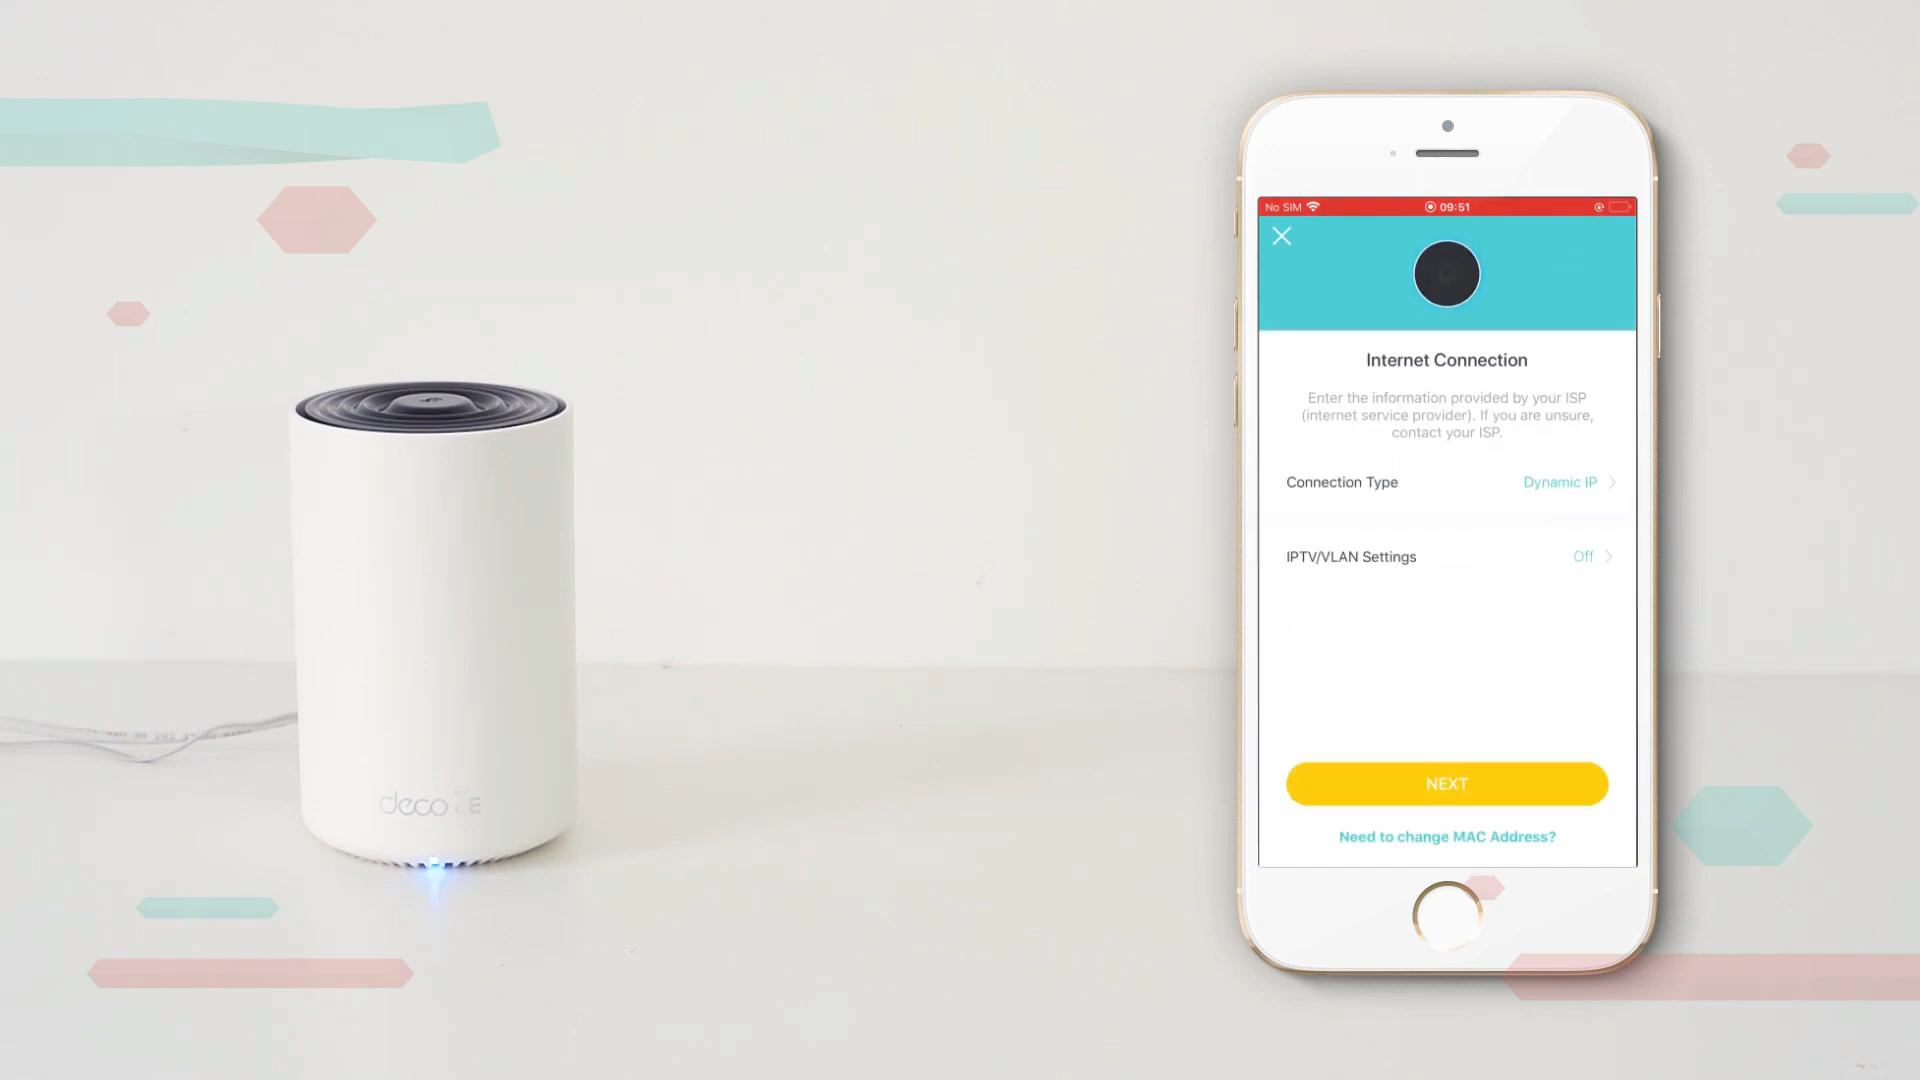 No SIM
09:51
Internet Connection
Enter the information provided by your ISP
(internet service provider). If you are unsure,
contact your ISP.
Connection Type
Dynamic IP
IPTV/VLAN Settings
Off
NEXT
Need to change MAC Address?
deco